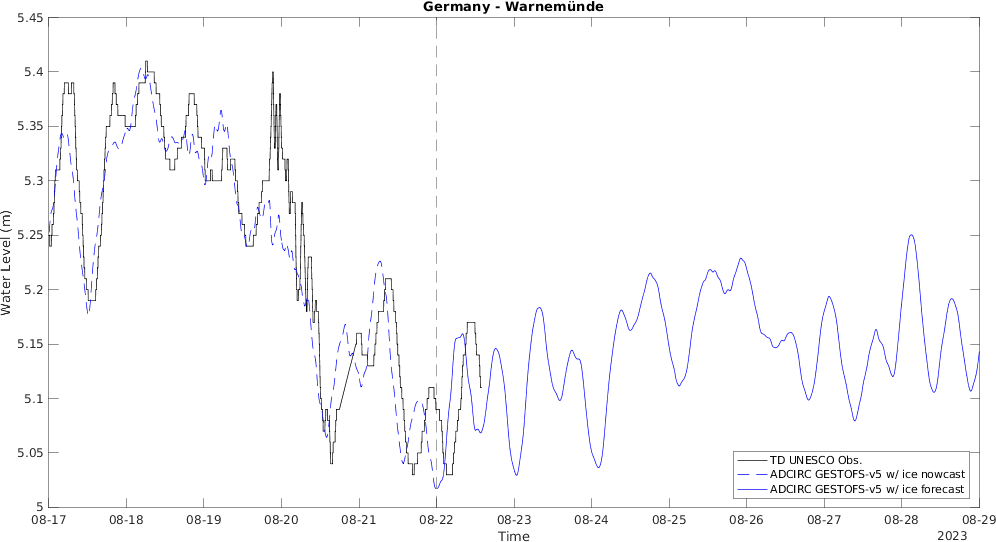 Germany - Warnemünde
5.45
5.4
5.35
5.3
5.25
5.2
5.15
5.1
5.05
5
Water Level (m)
TD UNESCO Obs.
ADCIRC GESTOFS-v5 w/ ice nowcast
ADCIRC GESTOFS-v5 w/ ice forecast
08-17 08-18 08-19 08-20 08-21 08-22 08-23 08-24 08-25 08-26 08-27 08-28 08-29
Time
2023